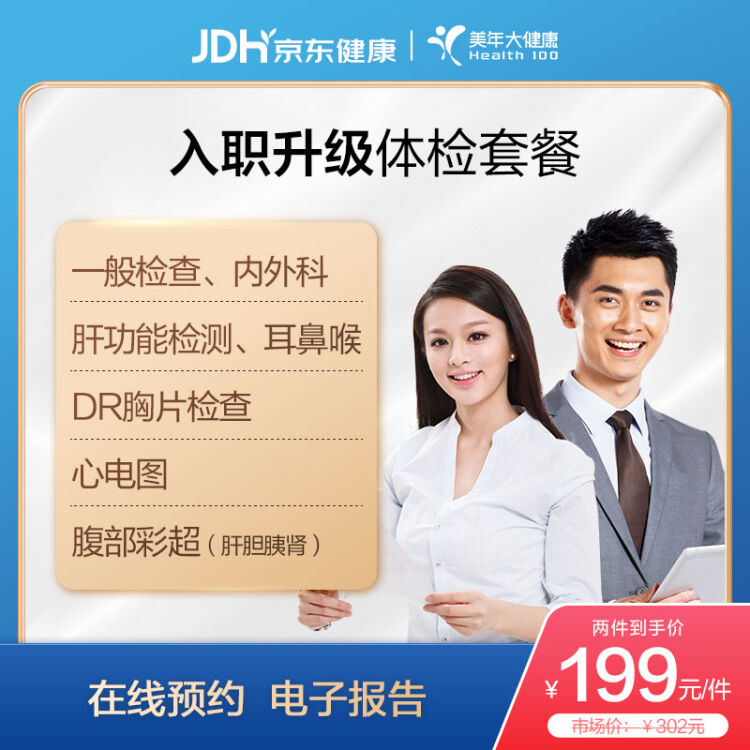 JDH京东健康 | 美年大健康
Health 100
入职升级体检套餐
一般检查、内外科
肝功能检测、耳鼻喉
DR胸片检查
心电图
腹部彩超（肝胆胰肾）
两件到手价
¥199元/件
市场价：¥302元
在线预约 电子报告